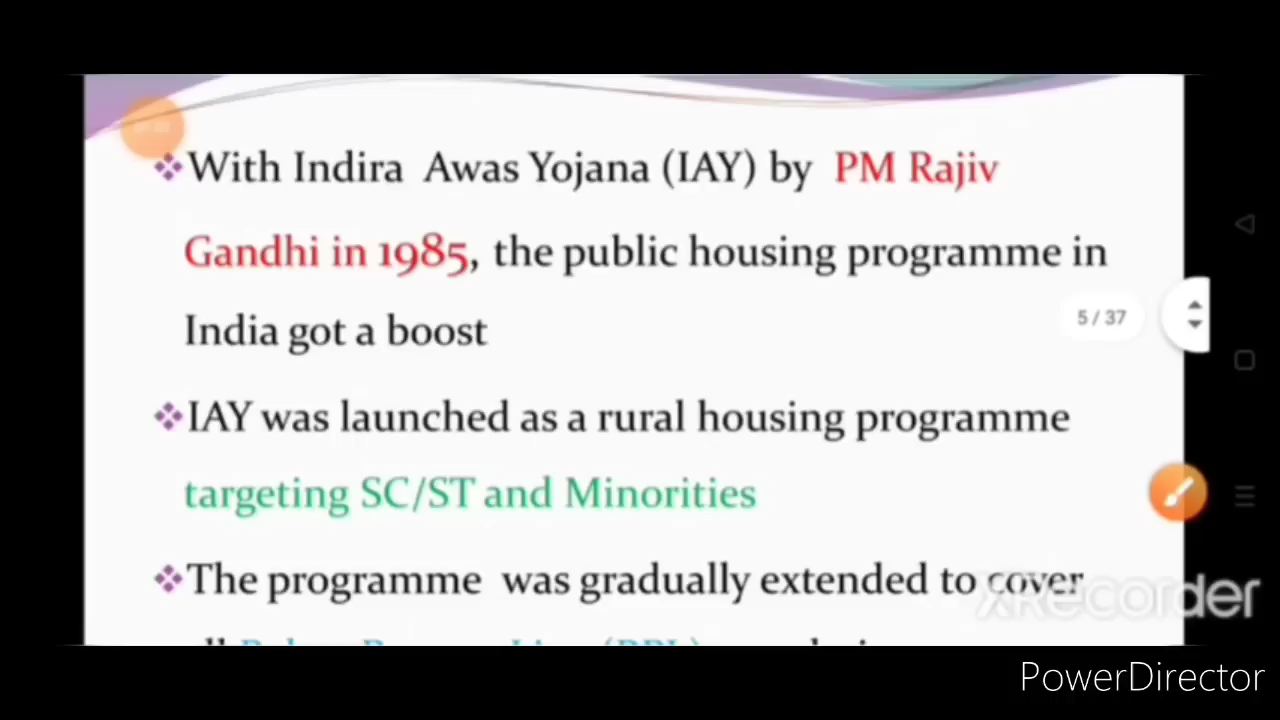 With Indira Awas Yojana (IAY) by PM Rajiv
Gandhi in 1985, the public housing programme in
India got a boost
5 / 37
IAY was launched as a rural housing programme
targeting SC/ST and Minorities
The programme was gradually extended to cover
XRecorder
PowerDirector